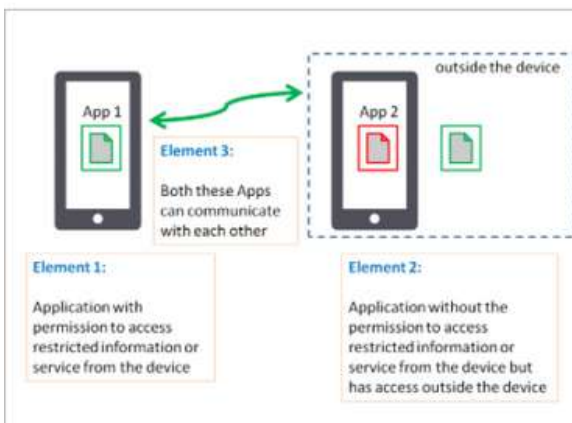 outside the device
App 1
App 2
Element 3:
Both these Apps
can communicate
with each other
Element 1:
Application with
permission to access
restricted information or
service from the device
Element 2:
Application without the
permission to access
restricted information or
service from the device but
has access outside the device